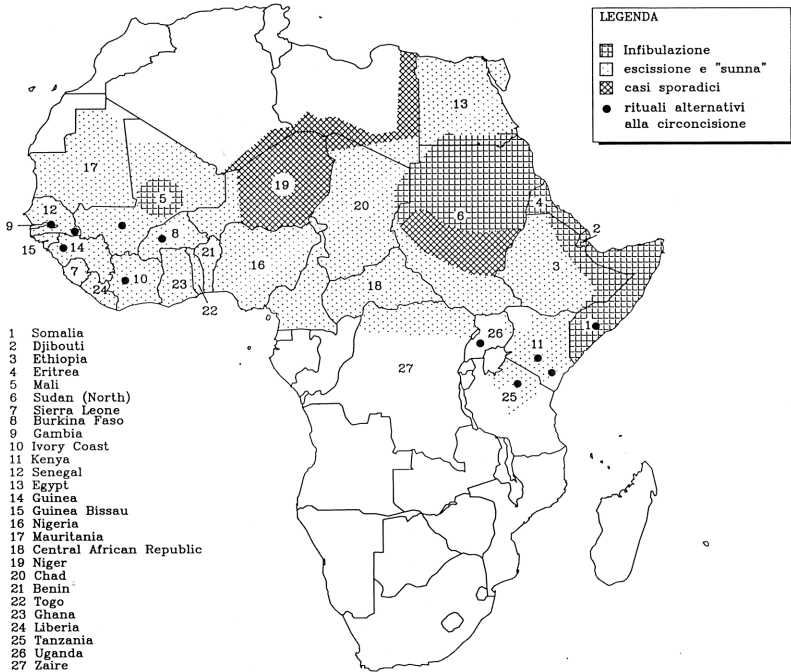 LEGENDA
Infibulazione
escissione e "sunna"
casi sporadici
rituali alternativi
alla circoncisione
13
17
19
5
4
12
20
6
2
9
8
15
14
21
3
16
7
10
23
24
18
22
1
26
11
27
25
1 Somalia
2 Djibouti
3 Ethiopia
4 Eritrea
5 Mali
6 Sudan (North)
7 Sierra Leone
8 Burkina Faso
9 Gambia
10 Ivory Coast
11 Kenya
12 Senegal
13 Egypt
14 Guinea
15 Guinea Bissau
16 Nigeria
17 Mauritania
18 Central African Republic
19 Niger
20 Chad
21 Benin
22 Togo
23 Ghana
24 Liberia
25 Tanzania
26 Uganda
27 Zaire